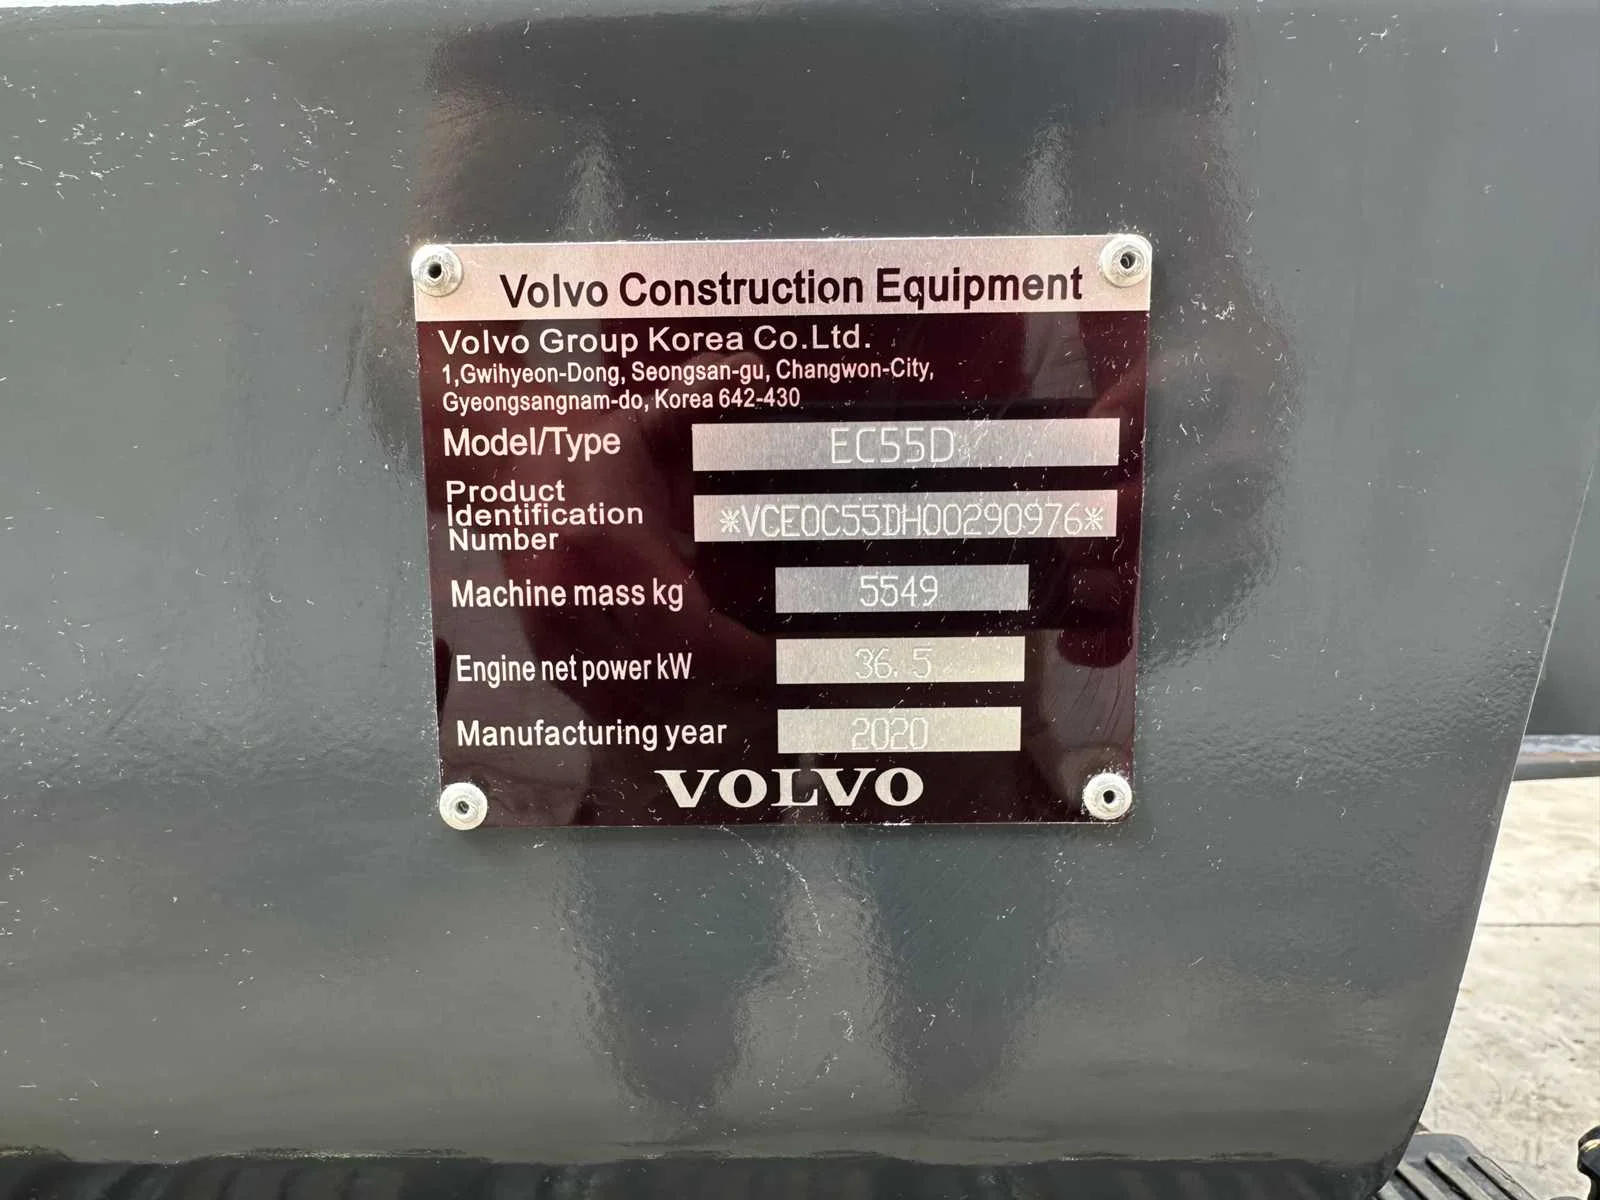 Volvo Construction Equipment
Volvo Group Korea Co.Ltd.
1,Gwihyeon-Dong, Seongsan-gu, Changwon-City,
Gyeongsangnam-do, Korea 642-430
Model/Type EC55D
Product
Identification
Number *VCE0C55DH00290976*
Machine mass kg 5549
Engine net power kW 36.5
Manufacturing year 2020
VOLVO